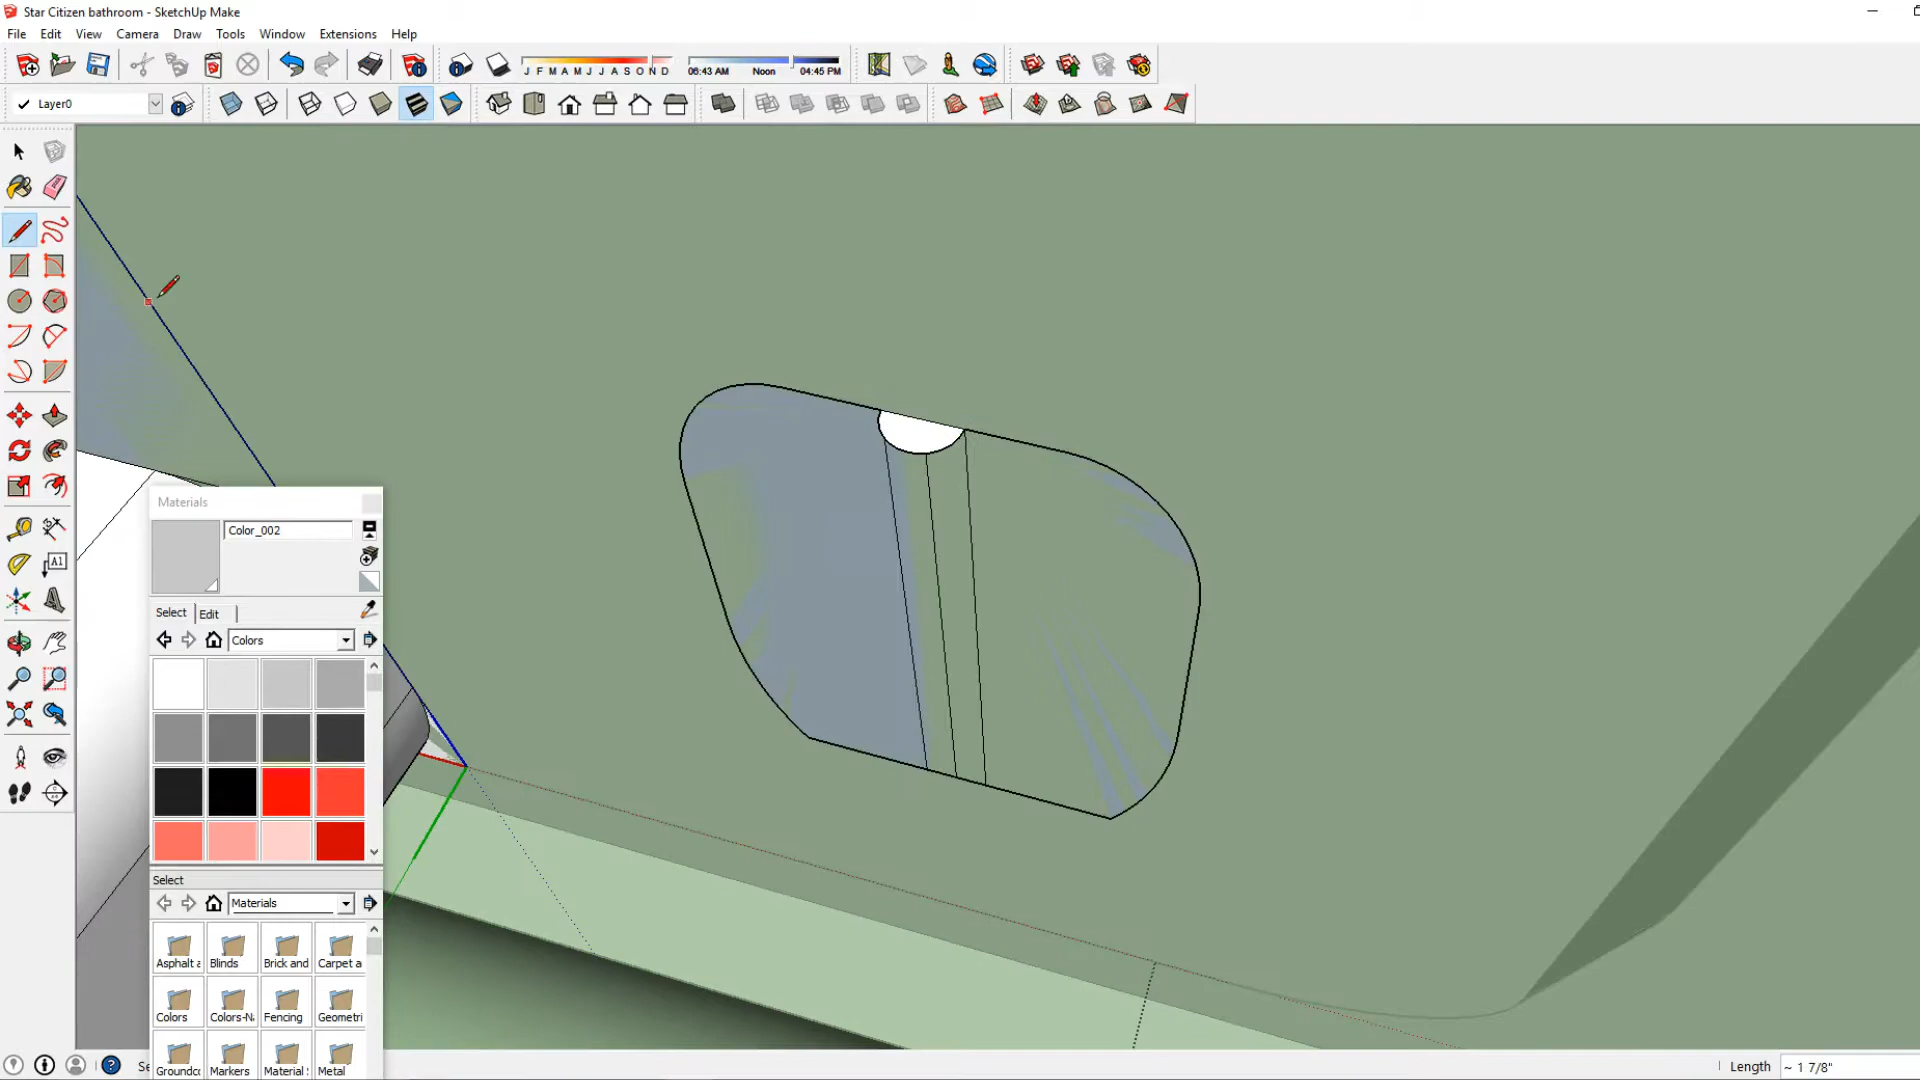 Star Citizen bathroom - SketchUp Make
File Edit View Camera Draw Tools Window Extensions Help
J F M A M J J A S O N D 06:43 AM Noon 04:45 PM
Layer0
A1
Materials
Color_002
Select Edit
Colors
Select
Materials
Asphalt a Blinds Brick and Carpet a
Colors Colors-N Fencing Geometri
Groundc Markers Material Metal
Se
Length ~ 1 7/8"